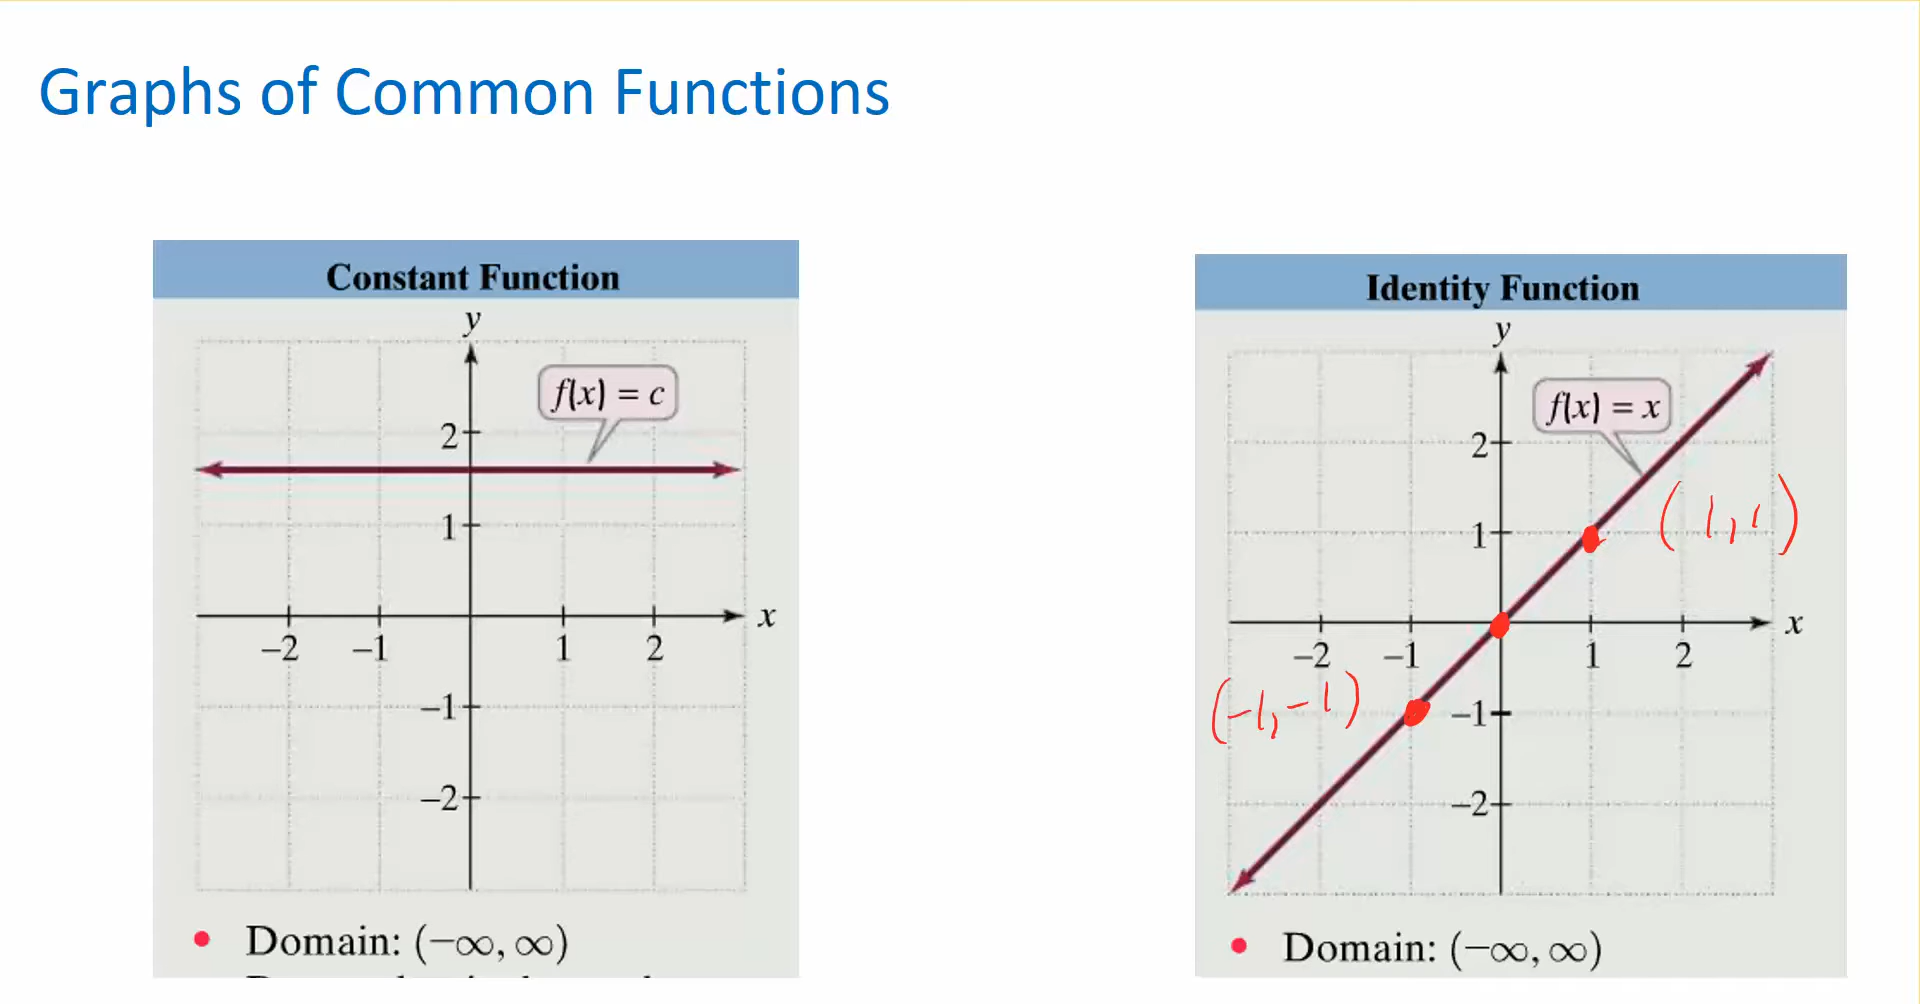 Graphs of Common Functions
Constant Function
y
f(x) = c
2
1
x
−2 −1 1 2
−1
−2
• Domain: (−∞, ∞)
Identity Function
y
f(x) = x
2
(1, 1)
1
x
−2 −1 1 2
(-1, -1)
−1
−2
• Domain: (−∞, ∞)